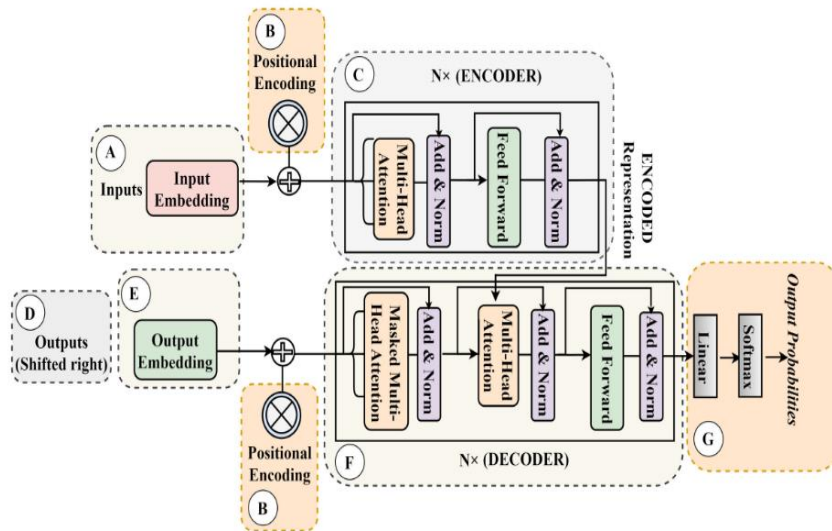 B
Positional
Encoding
C
N× (ENCODER)
A
Inputs
Input
Embedding
Multi-Head
Attention
Add & Norm
Feed Forward
Add & Norm
ENCODED
Representation
D
Outputs
(Shifted right)
E
Output
Embedding
Masked Multi-
Head Attention
Add & Norm
Multi-Head
Attention
Add & Norm
Feed Forward
Add & Norm
Linear
Softmax
Output Probabilities
G
F
N× (DECODER)
Positional
Encoding
B